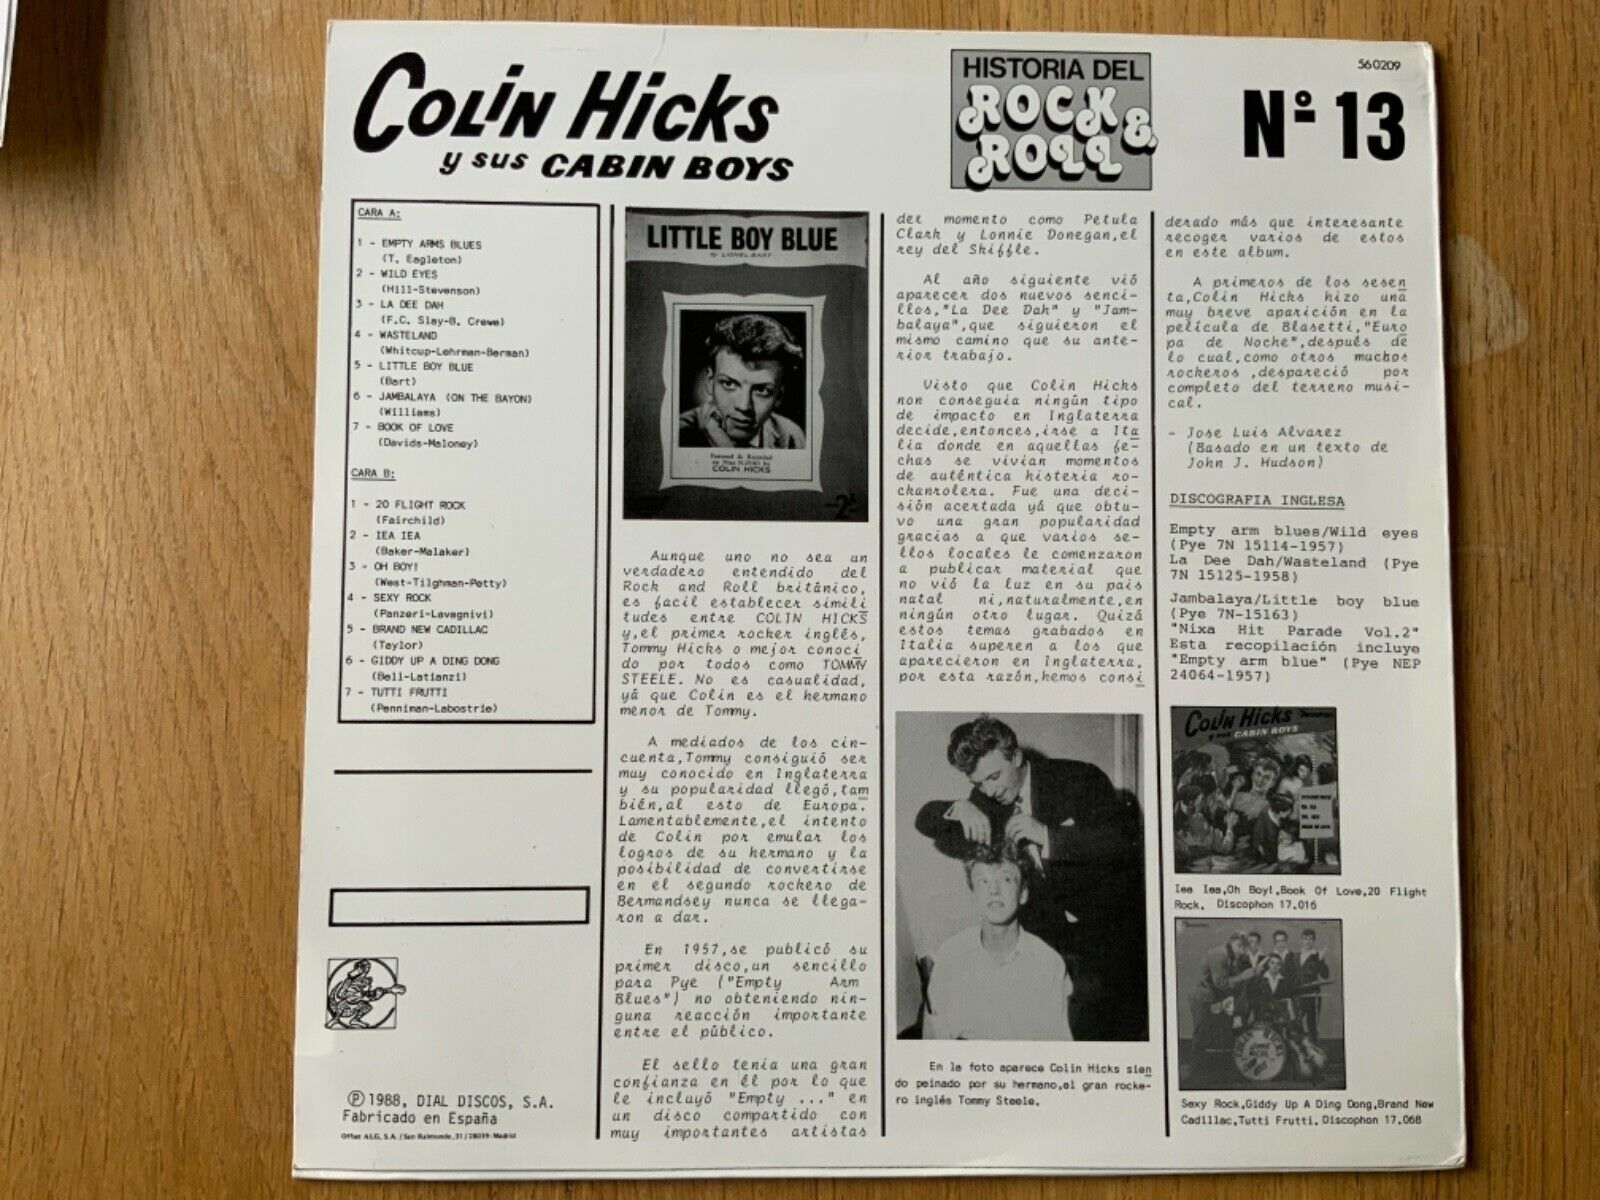 Colin Hicks
y sus CABIN BOYS
HISTORIA DEL
ROCK &
ROLL
56.0209
Nº 13
CARA A:
1 - EMPTY ARMS BLUES
(T. Eagleton)
2 - WILD EYES
(Hill-Stevenson)
3 - LA DEE DAH
(F.C. Slay-B. Crewe)
4 - WASTELAND
(Whitcup-Lehrman-Berman)
5 - LITTLE BOY BLUE
(Bart)
6 - JAMBALAYA (ON THE BAYON)
(Williams)
7 - BOOK OF LOVE
(Davids-Maloney)
CARA B:
1 - 20 FLIGHT ROCK
(Fairchild)
2 - IEA IEA
(Baker-Malaker)
3 - OH BOY!
(West-Tilghman-Petty)
4 - SEXY ROCK
(Panzeri-Lavagnivi)
5 - BRAND NEW CADILLAC
(Taylor)
6 - GIDDY UP A DING DONG
(Bell-Latianzi)
7 - TUTTI FRUTTI
(Penniman-Labostrie)
℗ 1988, DIAL DISCOS, S.A.
Fabricado en España
Offset ALG, S.A. / San Raimundo, 31 / 28039 - Madrid
LITTLE BOY BLUE
By LIONEL BART
Featured & Recorded
COLIN HICKS
2/-
Aunque uno no sea un
verdadero entendido del
Rock and Roll británico,
es facil establecer simili
tudes entre COLIN HICKS
y,el primer rocker inglés,
Tommy Hicks o mejor conoci
do por todos como TOMMY
STEELE. No es casualidad,
yá que Colin es el hermano
menor de Tommy.
A mediados de los cin-
cuenta,Tommy consiguió ser
muy conocido en Inglaterra
y su popularidad llegó,tam
bién,al esto de Europa.
Lamentablemente,el intento
de Colin por emular los
logros de su hermano y la
posibilidad de convertirse
en el segundo rockero de
Bermandsey nunca se llega-
ron a dar.
En 1957,se publicó su
primer disco,un sencillo
para Pye ("Empty Arm
Blues") no obteniendo nin-
guna reacción importante
entre el público.
El sello tenia una gran
confianza en él por lo que
le incluyó "Empty ..." en
un disco compartido con
muy importantes artistas
der momento como Petula
Clark y Lonnie Donegan,el
rey del Skiffle.
Al año siguiente vió
aparecer dos nuevos senci-
llos,"La Dee Dah" y "Jam-
balaya",que siguieron el
mismo camino que su ante-
rior trabajo.
Visto que Colin Hicks
non conseguia ningún tipo
de impacto en Inglaterra
decide,entonces,irse a Ita
lia donde en aquellas fe-
chas se vivian momentos
de auténtica histeria ro-
chanrolera. Fue una deci-
sión acertada yá que obtu-
vo una gran popularidad
gracias a que varios se-
llos locales le comenzaron
a publicar material que
no vió la luz en su pais
natal ni,naturalmente,en
ningún otro lugar. Quizá
estos temas grabados en
Italia superen a los que
aparecieron en Inglaterra,
por esta razón,hemos consi
En la foto aparece Colin Hicks sien
do peinado por su hermano,el gran rocke-
ro inglés Tommy Steele.
derado más que interesante
recoger varios de estos
en este album.
A primeros de los sesen
ta,Colin Hicks hizo una
muy breve aparición en la
pelicula de Blasetti,"Euro
pa de Noche",después de
lo cual,como otros muchos
rockeros ,despareció por
completo del terreno musi-
cal.
- Jose Luis Alvarez
(Basado en un texto de
John J. Hudson)
DISCOGRAFIA INGLESA
Empty arm blues/Wild eyes
(Pye 7N 15114-1957)
La Dee Dah/Wasteland (Pye
7N 15125-1958)
Jambalaya/Little boy blue
(Pye 7N-15163)
"Nixa Hit Parade Vol.2"
Esta recopilación incluye
"Empty arm blue" (Pye NEP
24064-1957)
Colin Hicks
y sus CABIN BOYS
Iea Iea,Oh Boy!,Book Of Love,20 Flight
Rock. Discophon 17.016
COLIN HICKS
Sexy Rock,Giddy Up A Ding Dong,Brand New
Cadillac,Tutti Frutti. Discophon 17.068